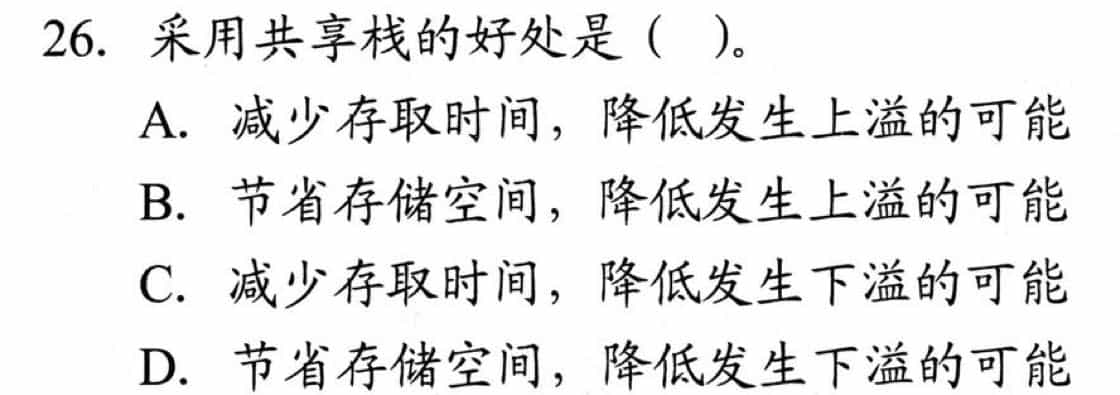 26. 采用共享栈的好处是（ ）。
A. 减少存取时间，降低发生上溢的可能
B. 节省存储空间，降低发生上溢的可能
C. 减少存取时间，降低发生下溢的可能
D. 节省存储空间，降低发生下溢的可能